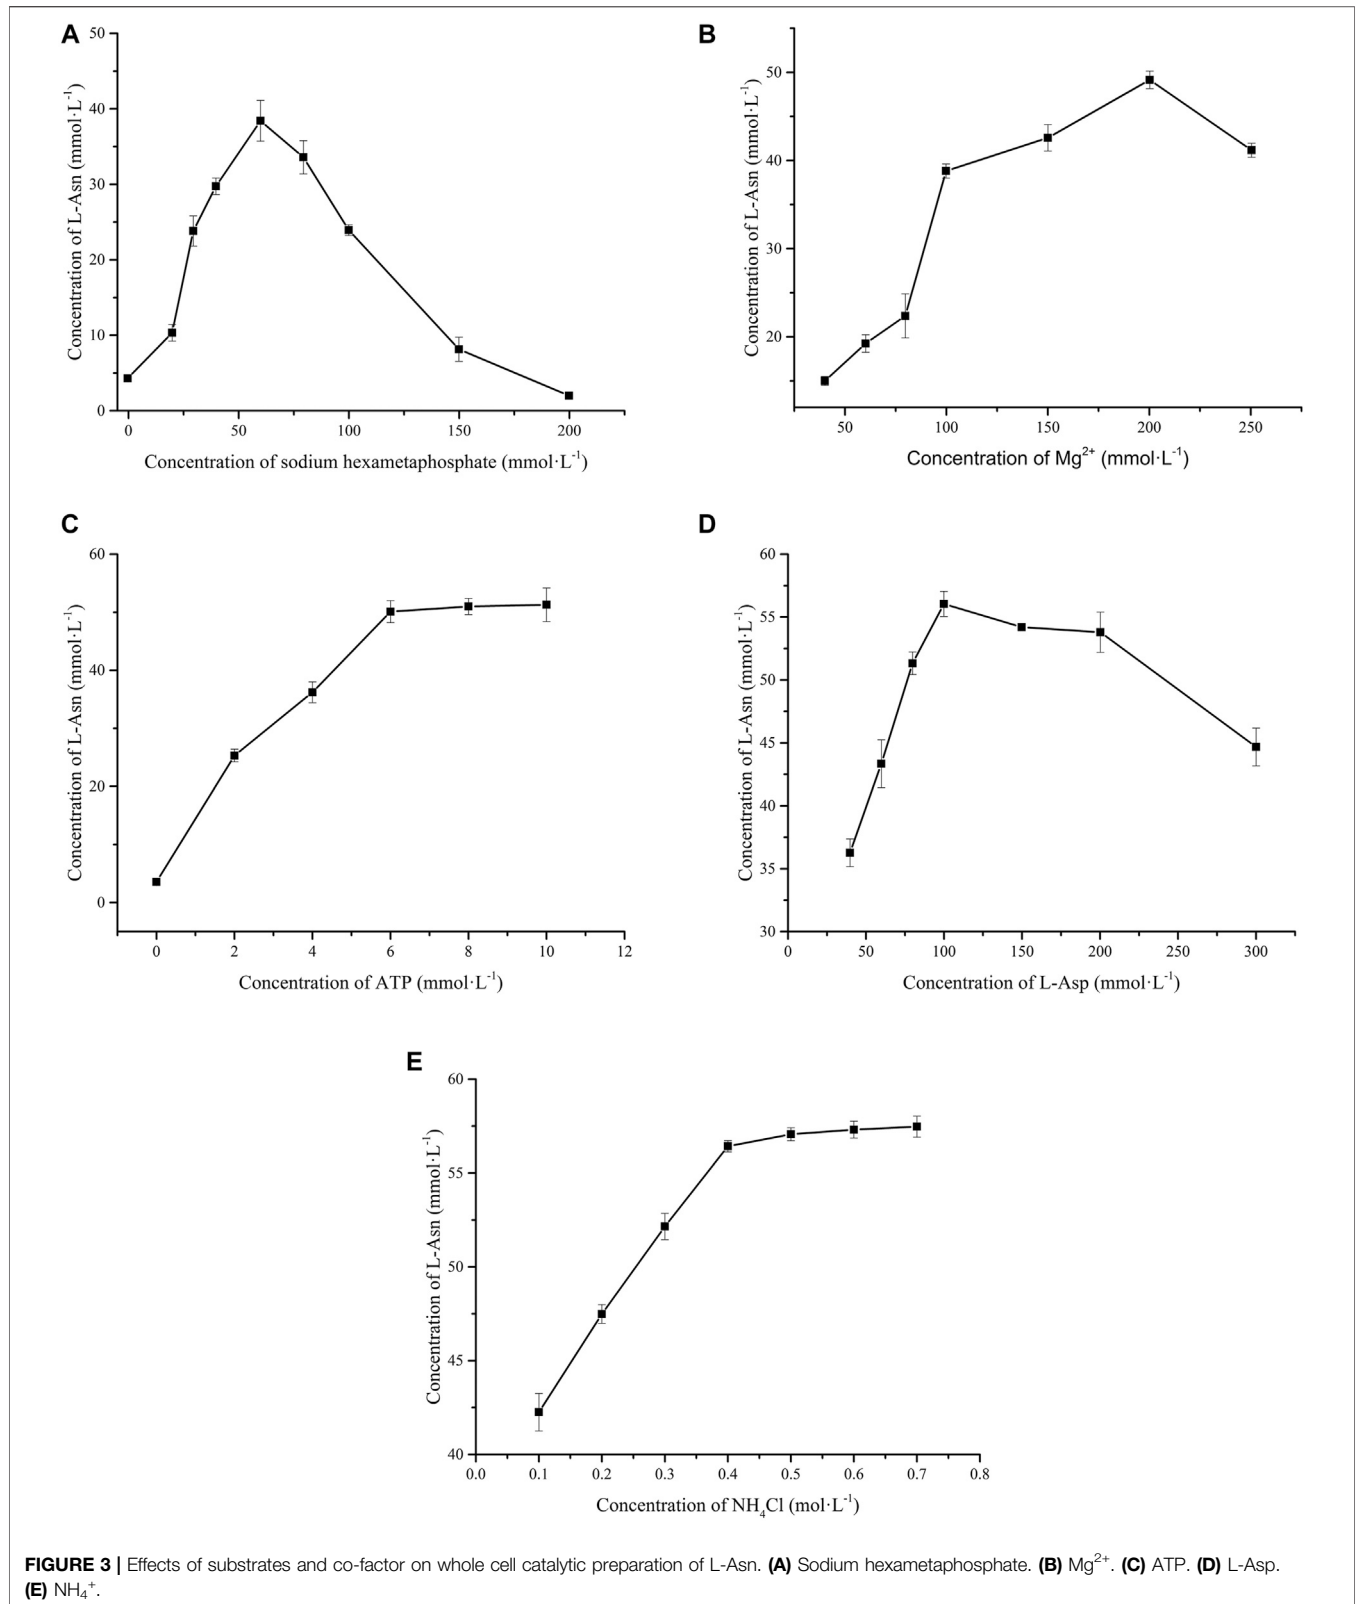 A
50
40
30
20
10
0
0 50 100 150 200
Concentration of L-Asn (mmol·L⁻¹)
Concentration of sodium hexametaphosphate (mmol·L⁻¹)
B
50
40
30
20
50 100 150 200 250
Concentration of L-Asn (mmol·L⁻¹)
Concentration of Mg²⁺ (mmol·L⁻¹)
C
60
40
20
0
0 2 4 6 8 10 12
Concentration of L-Asn (mmol·L⁻¹)
Concentration of ATP (mmol·L⁻¹)
D
60
55
50
45
40
35
30
0 50 100 150 200 250 300
Concentration of L-Asn (mmol·L⁻¹)
Concentration of L-Asp (mmol·L⁻¹)
E
60
55
50
45
40
0.0 0.1 0.2 0.3 0.4 0.5 0.6 0.7 0.8
Concentration of L-Asn (mmol·L⁻¹)
Concentration of NH₄Cl (mol·L⁻¹)
FIGURE 3 | Effects of substrates and co-factor on whole cell catalytic preparation of L-Asn. (A) Sodium hexametaphosphate. (B) Mg²⁺. (C) ATP. (D) L-Asp.
(E) NH₄⁺.